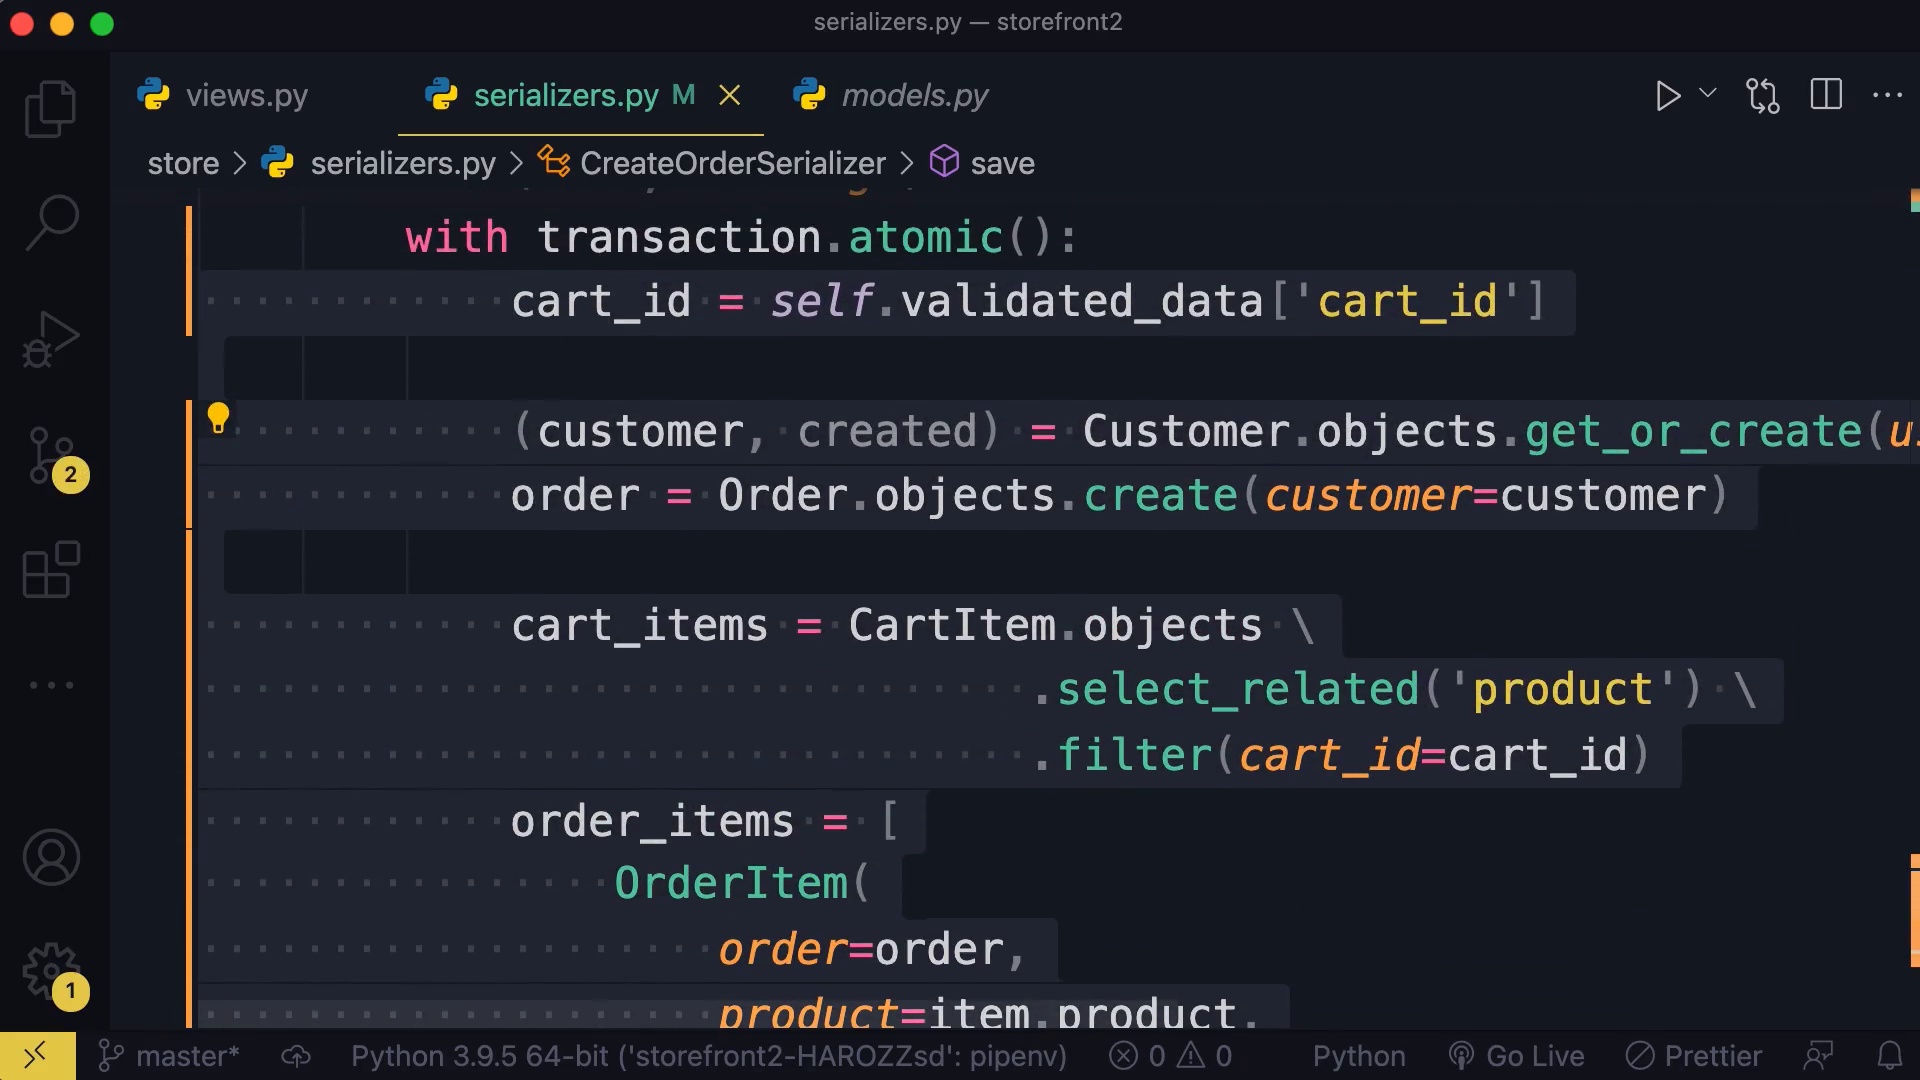 serializers.py — storefront2
views.py serializers.py M models.py
store > serializers.py > CreateOrderSerializer > save
with transaction.atomic():
cart_id = self.validated_data['cart_id']
(customer, created) = Customer.objects.get_or_create(u
order = Order.objects.create(customer=customer)
cart_items = CartItem.objects \
.select_related('product') \
.filter(cart_id=cart_id)
order_items = [
OrderItem(
order=order,
product=item.product,
2
1
master* Python 3.9.5 64-bit ('storefront2-HAROZZsd': pipenv) 0 0 Python Go Live Prettier